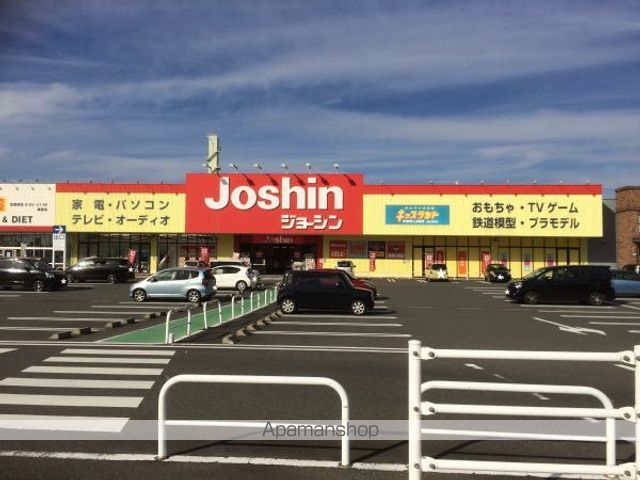 & DIET
家電・パソコン
テレビ・オーディオ
Joshin
ジョーシン
Joshin
キッズランド
おもちゃ・TVゲーム
鉄道模型・プラモデル
Apamanshop